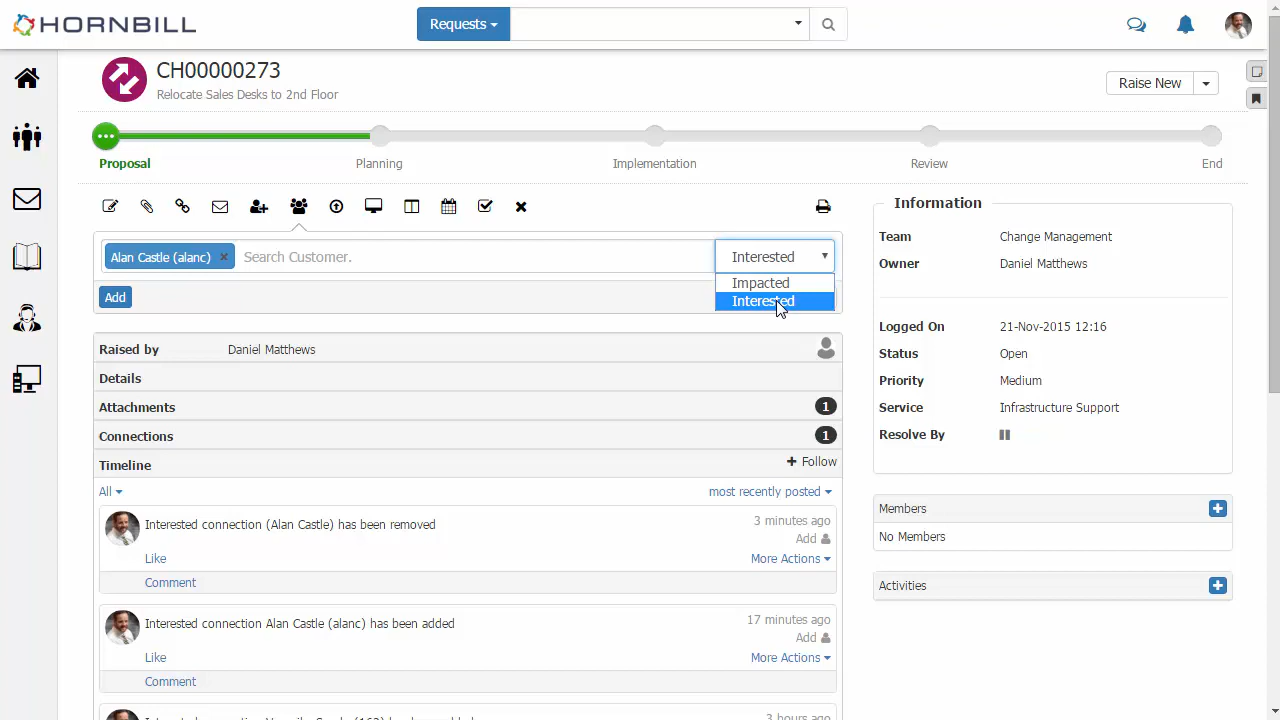 HORNBILL
Requests
CH00000273
Relocate Sales Desks to 2nd Floor
Raise New
Proposal
Planning
Implementation
Review
End
Alan Castle (alanc) ×
Search Customer.
Interested
Impacted
Interested
Add
Raised by Daniel Matthews
Details
Attachments 1
Connections 1
Timeline + Follow
All
most recently posted
Interested connection (Alan Castle) has been removed
3 minutes ago
Add
Like
More Actions
Comment
Interested connection Alan Castle (alanc) has been added
17 minutes ago
Add
Like
More Actions
Comment
3 hours ago
Information
Team Change Management
Owner Daniel Matthews
Logged On 21-Nov-2015 12:16
Status Open
Priority Medium
Service Infrastructure Support
Resolve By
Members
No Members
Activities